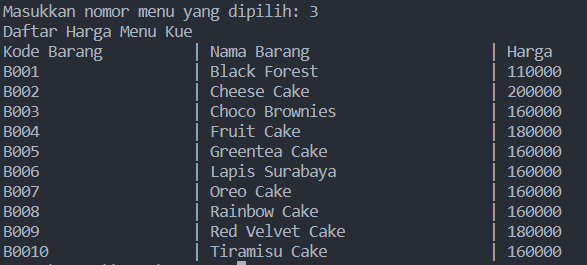 Masukkan nomor menu yang dipilih: 3
Daftar Harga Menu Kue
Kode Barang | Nama Barang | Harga
B001 | Black Forest | 110000
B002 | Cheese Cake | 200000
B003 | Choco Brownies | 160000
B004 | Fruit Cake | 180000
B005 | Greentea Cake | 160000
B006 | Lapis Surabaya | 160000
B007 | Oreo Cake | 160000
B008 | Rainbow Cake | 160000
B009 | Red Velvet Cake | 180000
B0010 | Tiramisu Cake | 160000